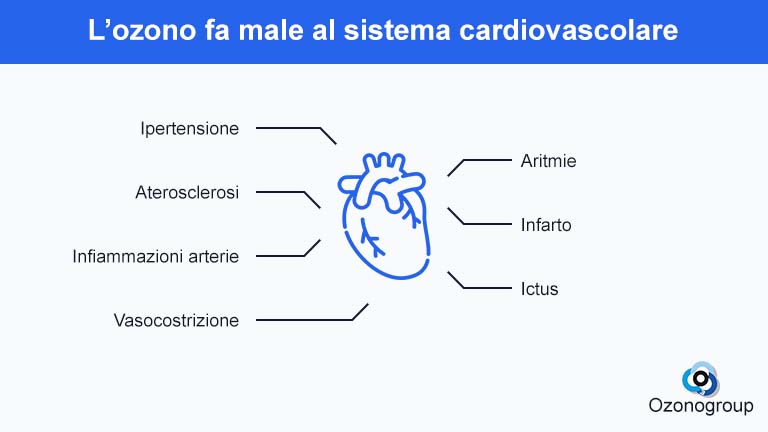 L’ozono fa male al sistema cardiovascolare
Ipertensione
Aterosclerosi
Infiammazioni arterie
Vasocostrizione
Aritmie
Infarto
Ictus
Ozonogroup